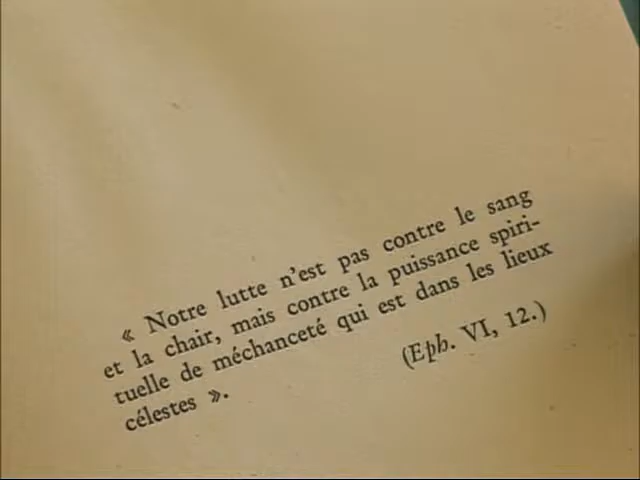 « Notre lutte n'est pas contre le sang
et la chair, mais contre la puissance spiri-
tuelle de méchanceté qui est dans les lieux
célestes ».
(Eph. VI, 12.)